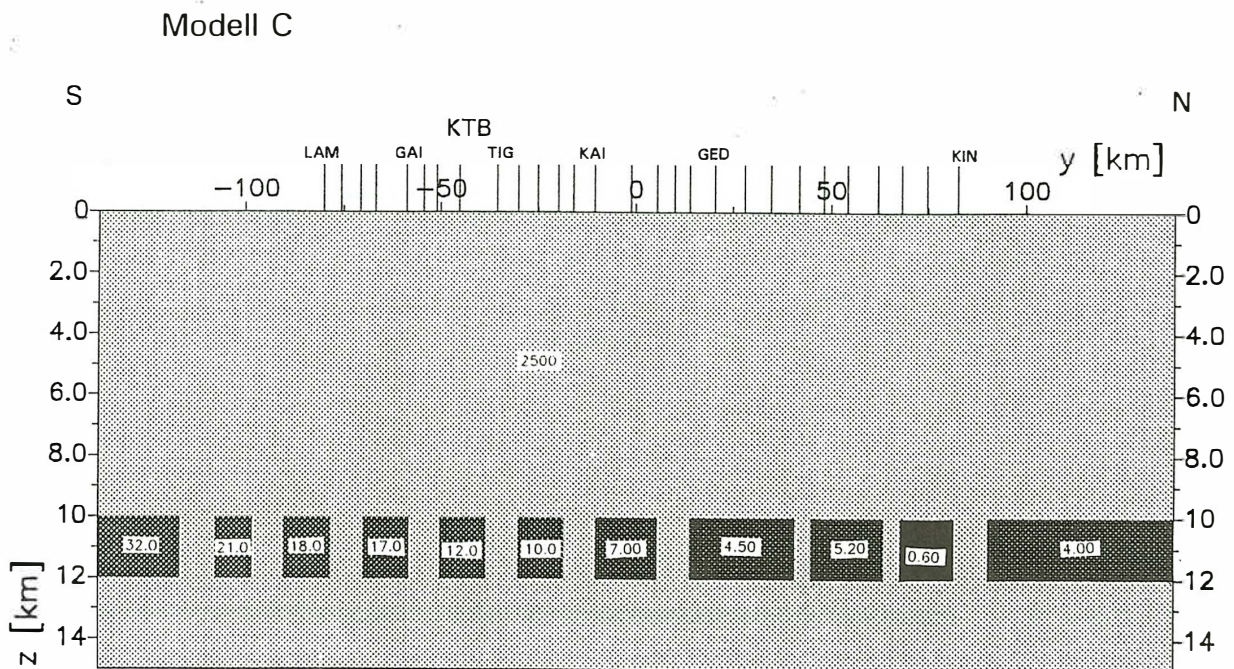 Modell C
S
N
KTB
LAM GAI TIG KAI GED KIN
y [km]
−100 −50 0 50 100
0 0
2.0 2.0
4.0 4.0
2500
6.0 6.0
8.0 8.0
10 10
32.0 21.0 18.0 17.0 12.0 10.0 7.00 4.50 5.20 0.60 4.00
12 12
14 14
z [km]